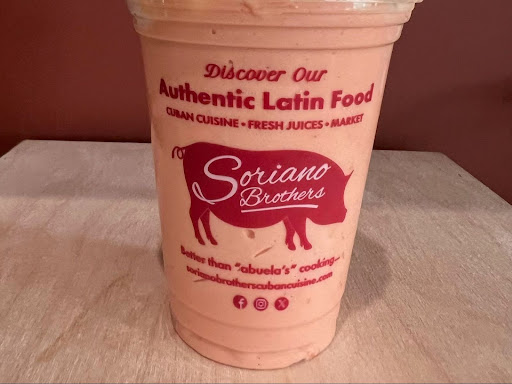 Discover Our
Authentic Latin Food
CUBAN CUISINE • FRESH JUICES • MARKET
Soriano
Brothers
Better than "abuela's" cooking...
sorianobrotherscubancuisine.com